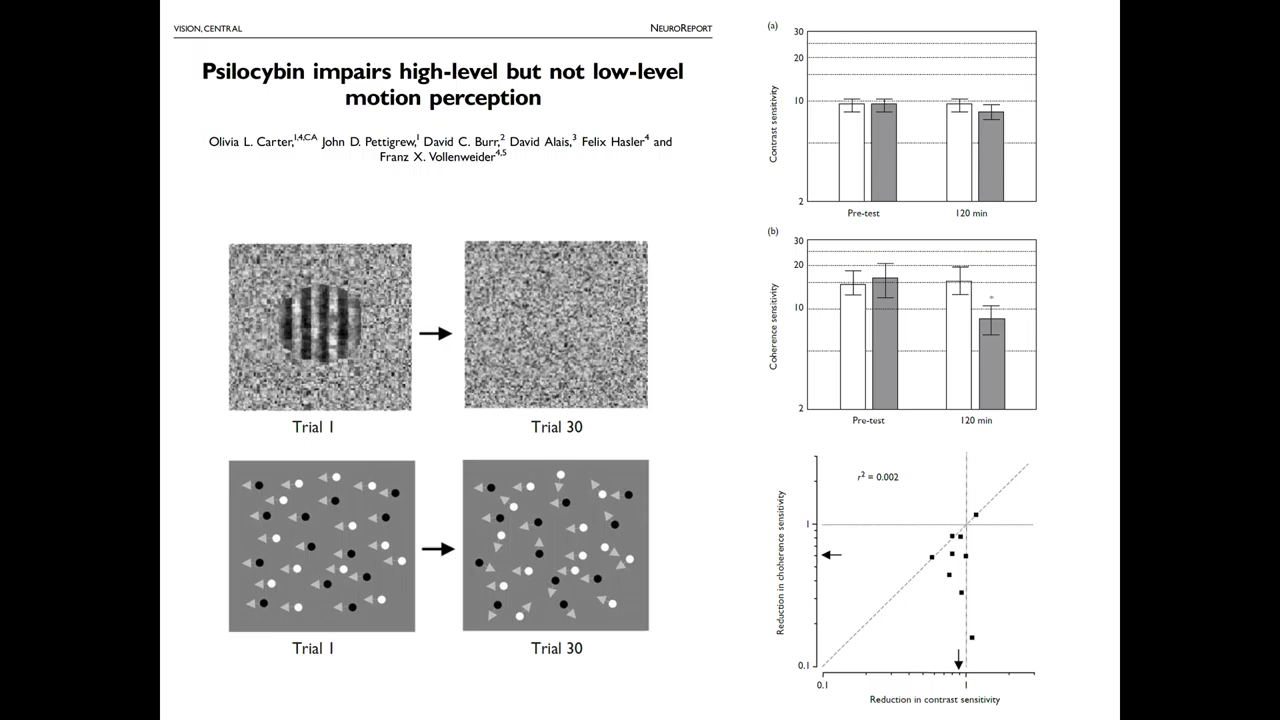 VISION, CENTRAL
NEUROREPORT
Psilocybin impairs high-level but not low-level
motion perception
Olivia L. Carter,1,4,CA John D. Pettigrew,1 David C. Burr,2 David Alais,3 Felix Hasler4 and
Franz X. Vollenweider4,5
Trial 1
Trial 30
Trial 1
Trial 30
(a)
30
20
10
2
Contrast sensitivity
Pre-test
120 min
(b)
30
20
10
2
Coherence sensitivity
Pre-test
120 min
*
r2 = 0.002
1
0.1
Reduction in choherence sensitivity
0.1
1
Reduction in contrast sensitivity